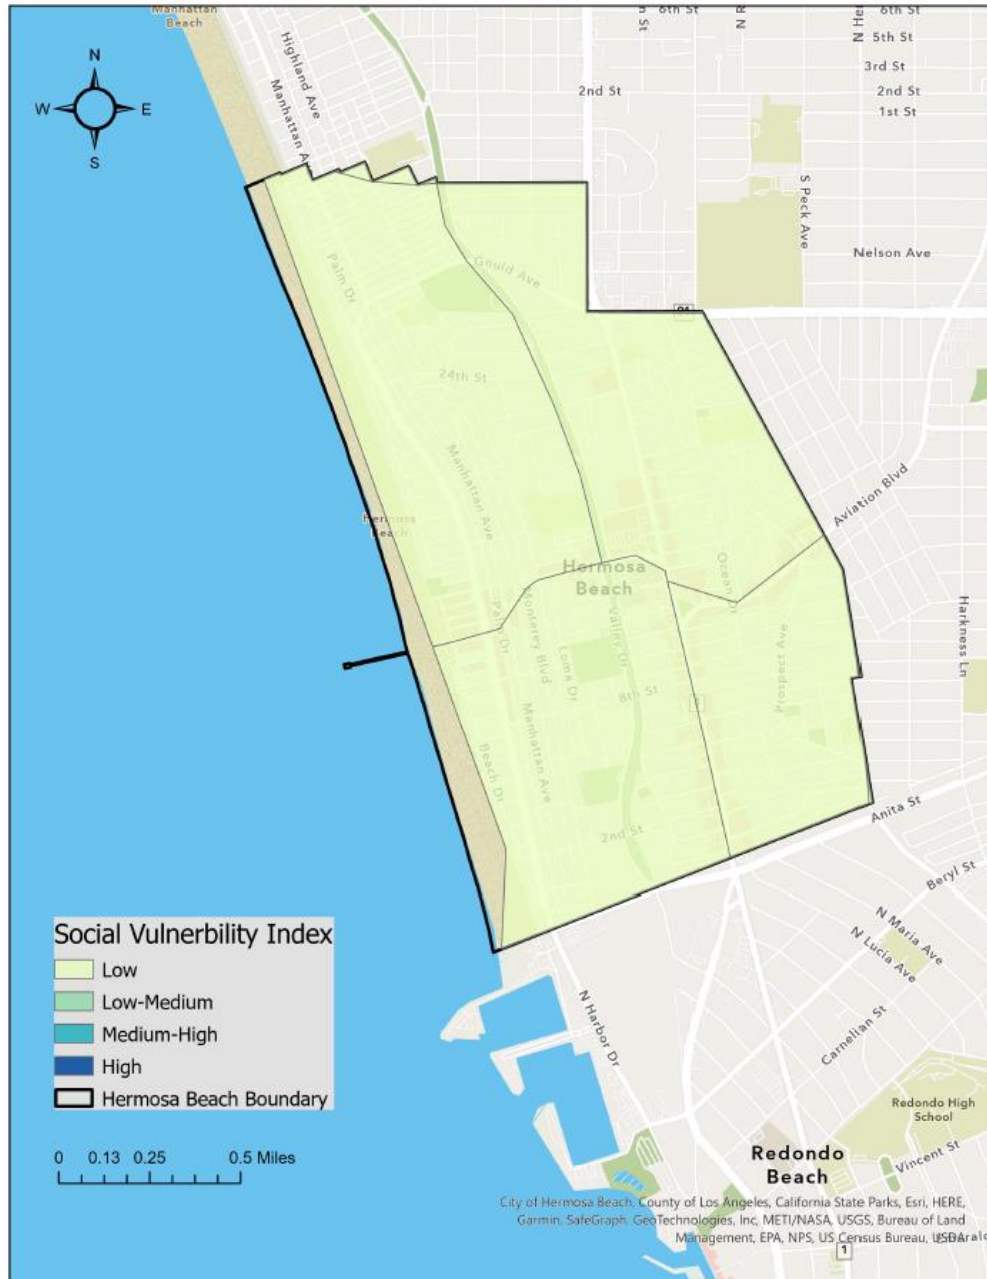 Manhattan
Beach
6th St
6th St
5th St
3rd St
2nd St
2nd St
1st St
Highland Ave
N
W
E
S
S Peck Ave
Nelson Ave
Palm Dr
Gould Ave
24th St
Manhattan Ave
Aviation Blvd
Hermosa
Beach
Hermosa
Beach
Ocean Dr
Palm Dr
Monterey Blvd
Loma Dr
Valley Dr
Prospect Ave
Harkness Ln
8th St
Manhattan Ave
Beach Dr
2nd St
Anita St
Beryl St
N Maria Ave
N Lucia Ave
Social Vulnerbility Index
Low
Low-Medium
Medium-High
High
Hermosa Beach Boundary
N Harbor Dr
Carnelian St
Redondo High
School
Vincent St
Redondo
Beach
0 0.13 0.25 0.5 Miles
City of Hermosa Beach, County of Los Angeles, California State Parks, Esri, HERE,
Garmin, SafeGraph, GeoTechnologies, Inc, METI/NASA, USGS, Bureau of Land
Management, EPA, NPS, US Census Bureau, USDA
1